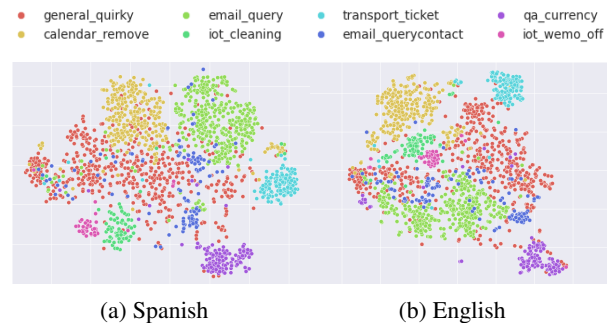 general_quirky email_query transport_ticket qa_currency
calendar_remove iot_cleaning email_querycontact iot_wemo_off
(a) Spanish (b) English